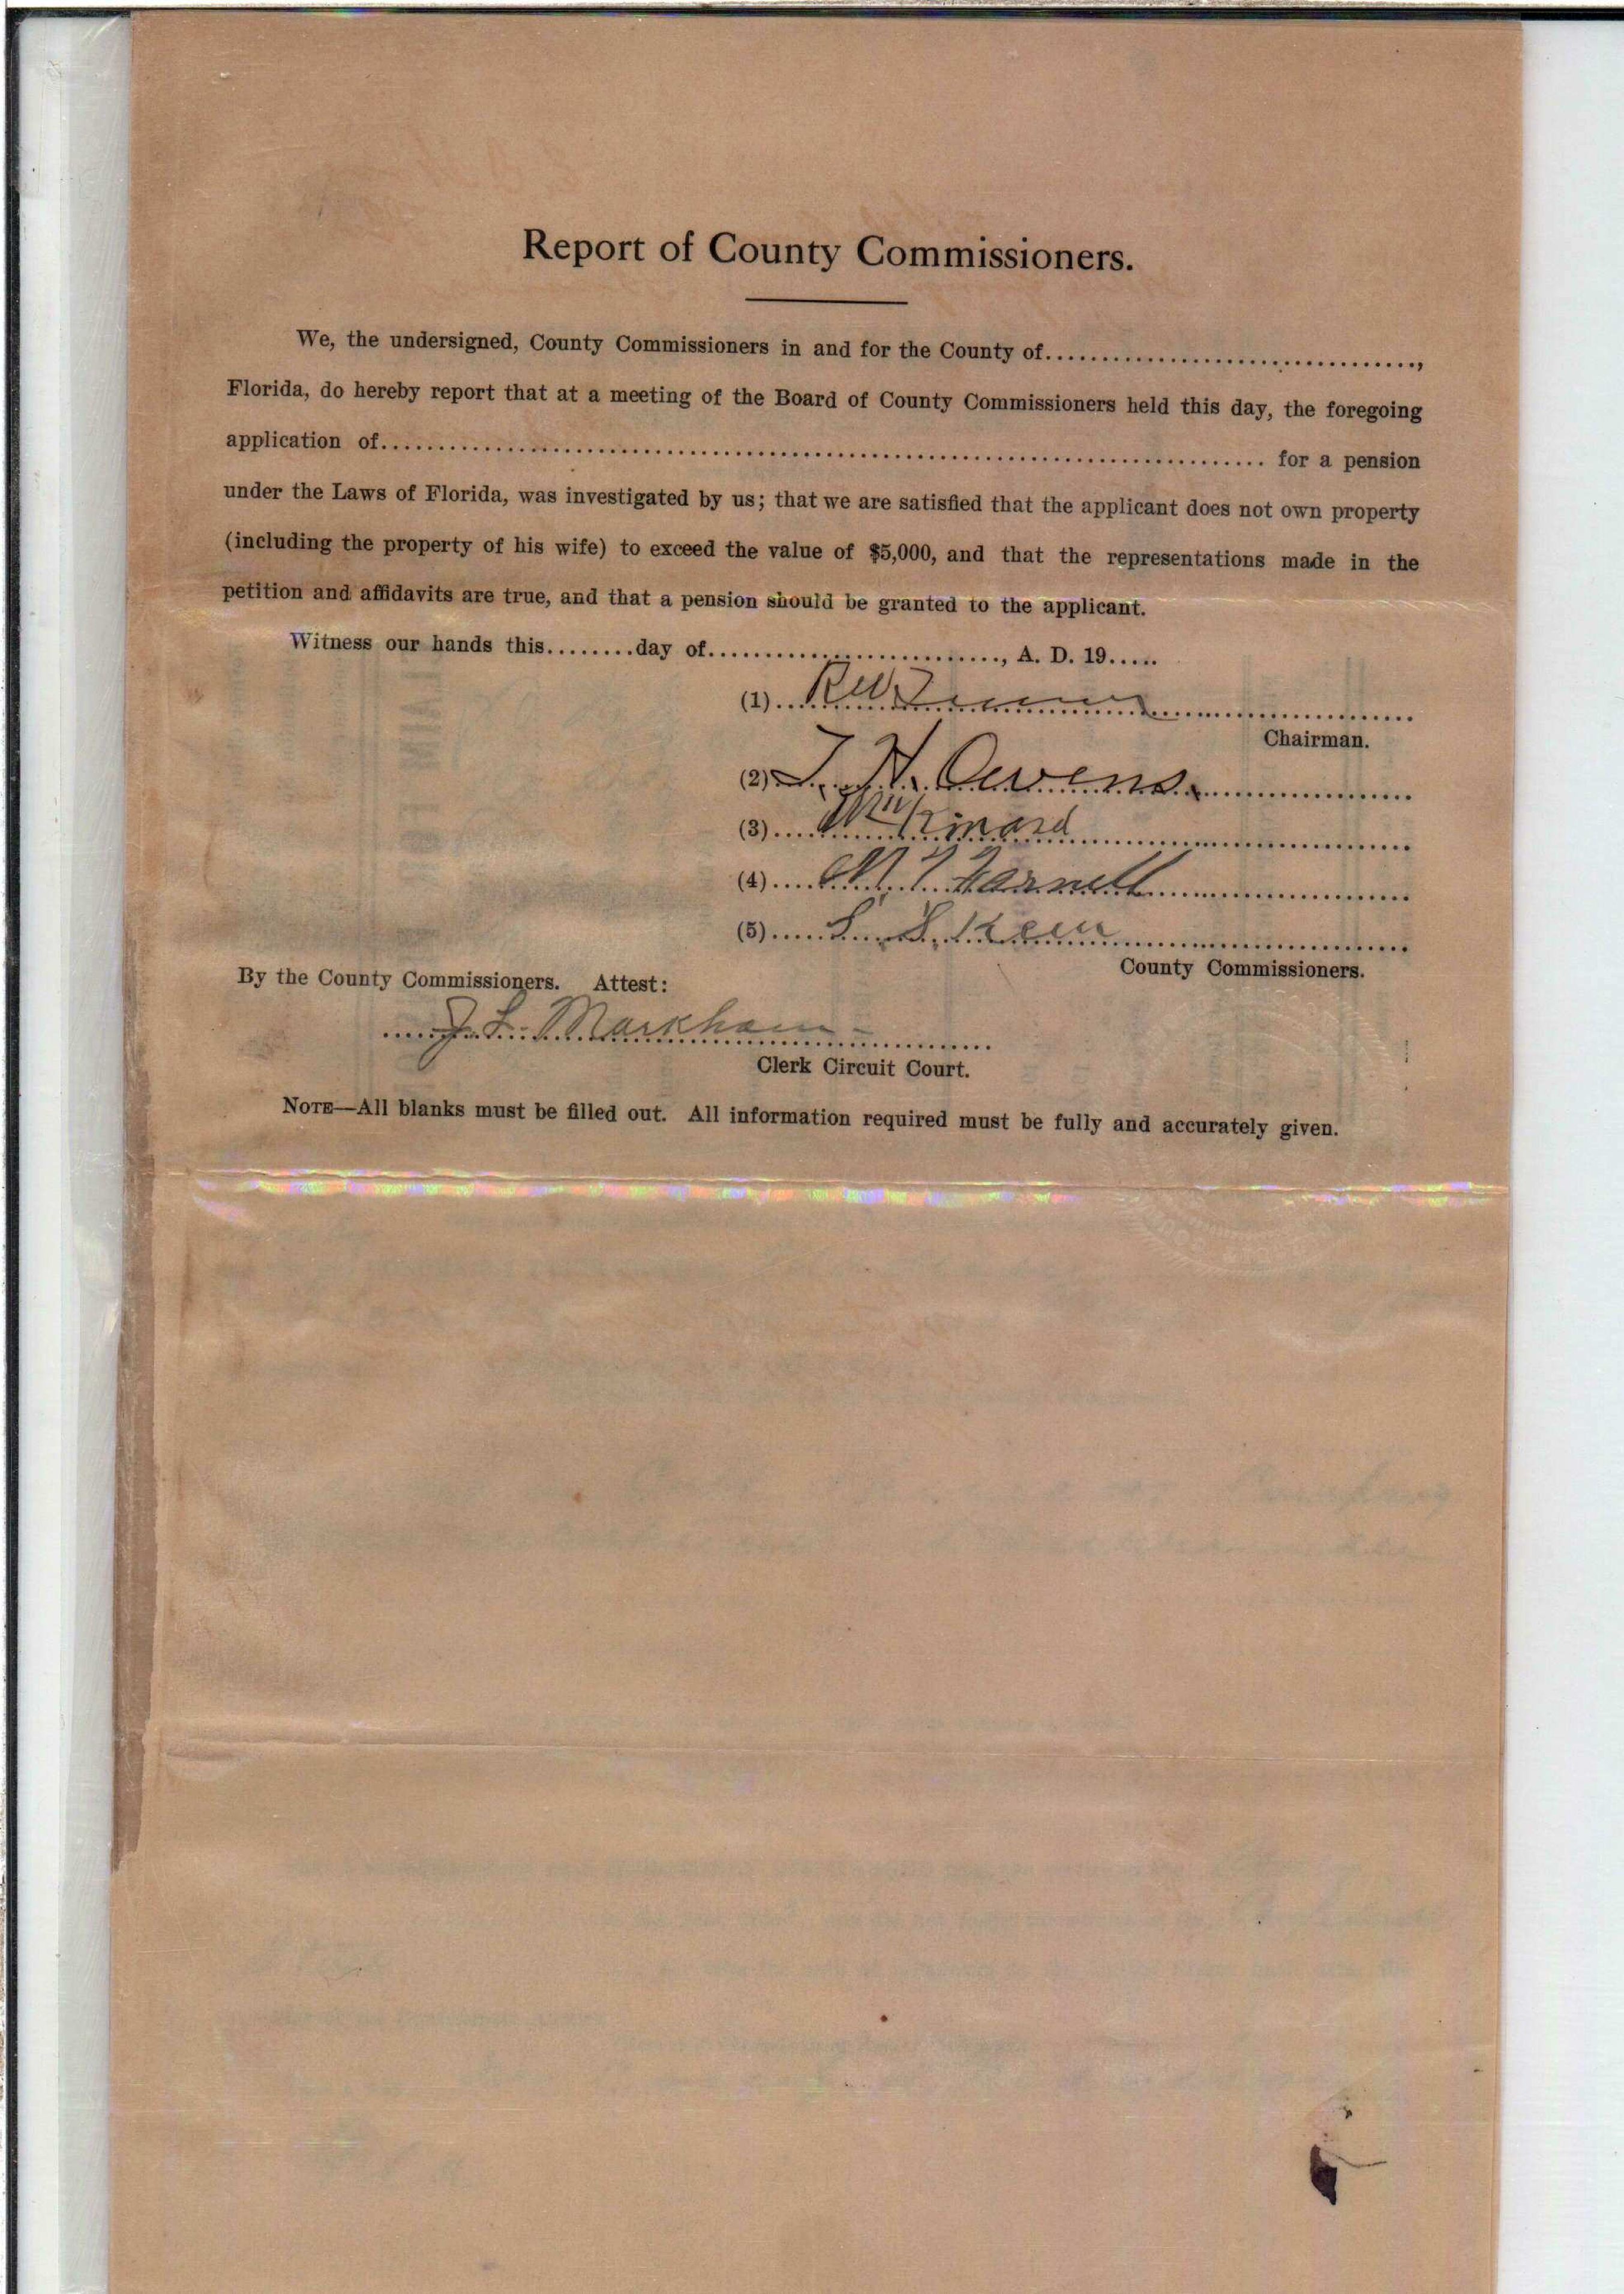 Report of County Commissioners.
We, the undersigned, County Commissioners in and for the County of.................................,
Florida, do hereby report that at a meeting of the Board of County Commissioners held this day, the foregoing
application of.................................................................................. for a pension
under the Laws of Florida, was investigated by us; that we are satisfied that the applicant does not own property
(including the property of his wife) to exceed the value of $5,000, and that the representations made in the
petition and affidavits are true, and that a pension should be granted to the applicant.
Witness our hands this........day of..........................., A. D. 19.....
(1)
Chairman.
(2) T. H. Owens.
(3) Kinard
(4) M. T. Farnell
(5) L. L. Keen
County Commissioners.
By the County Commissioners. Attest:
J. F. Markham
Clerk Circuit Court.
NOTE—All blanks must be filled out. All information required must be fully and accurately given.